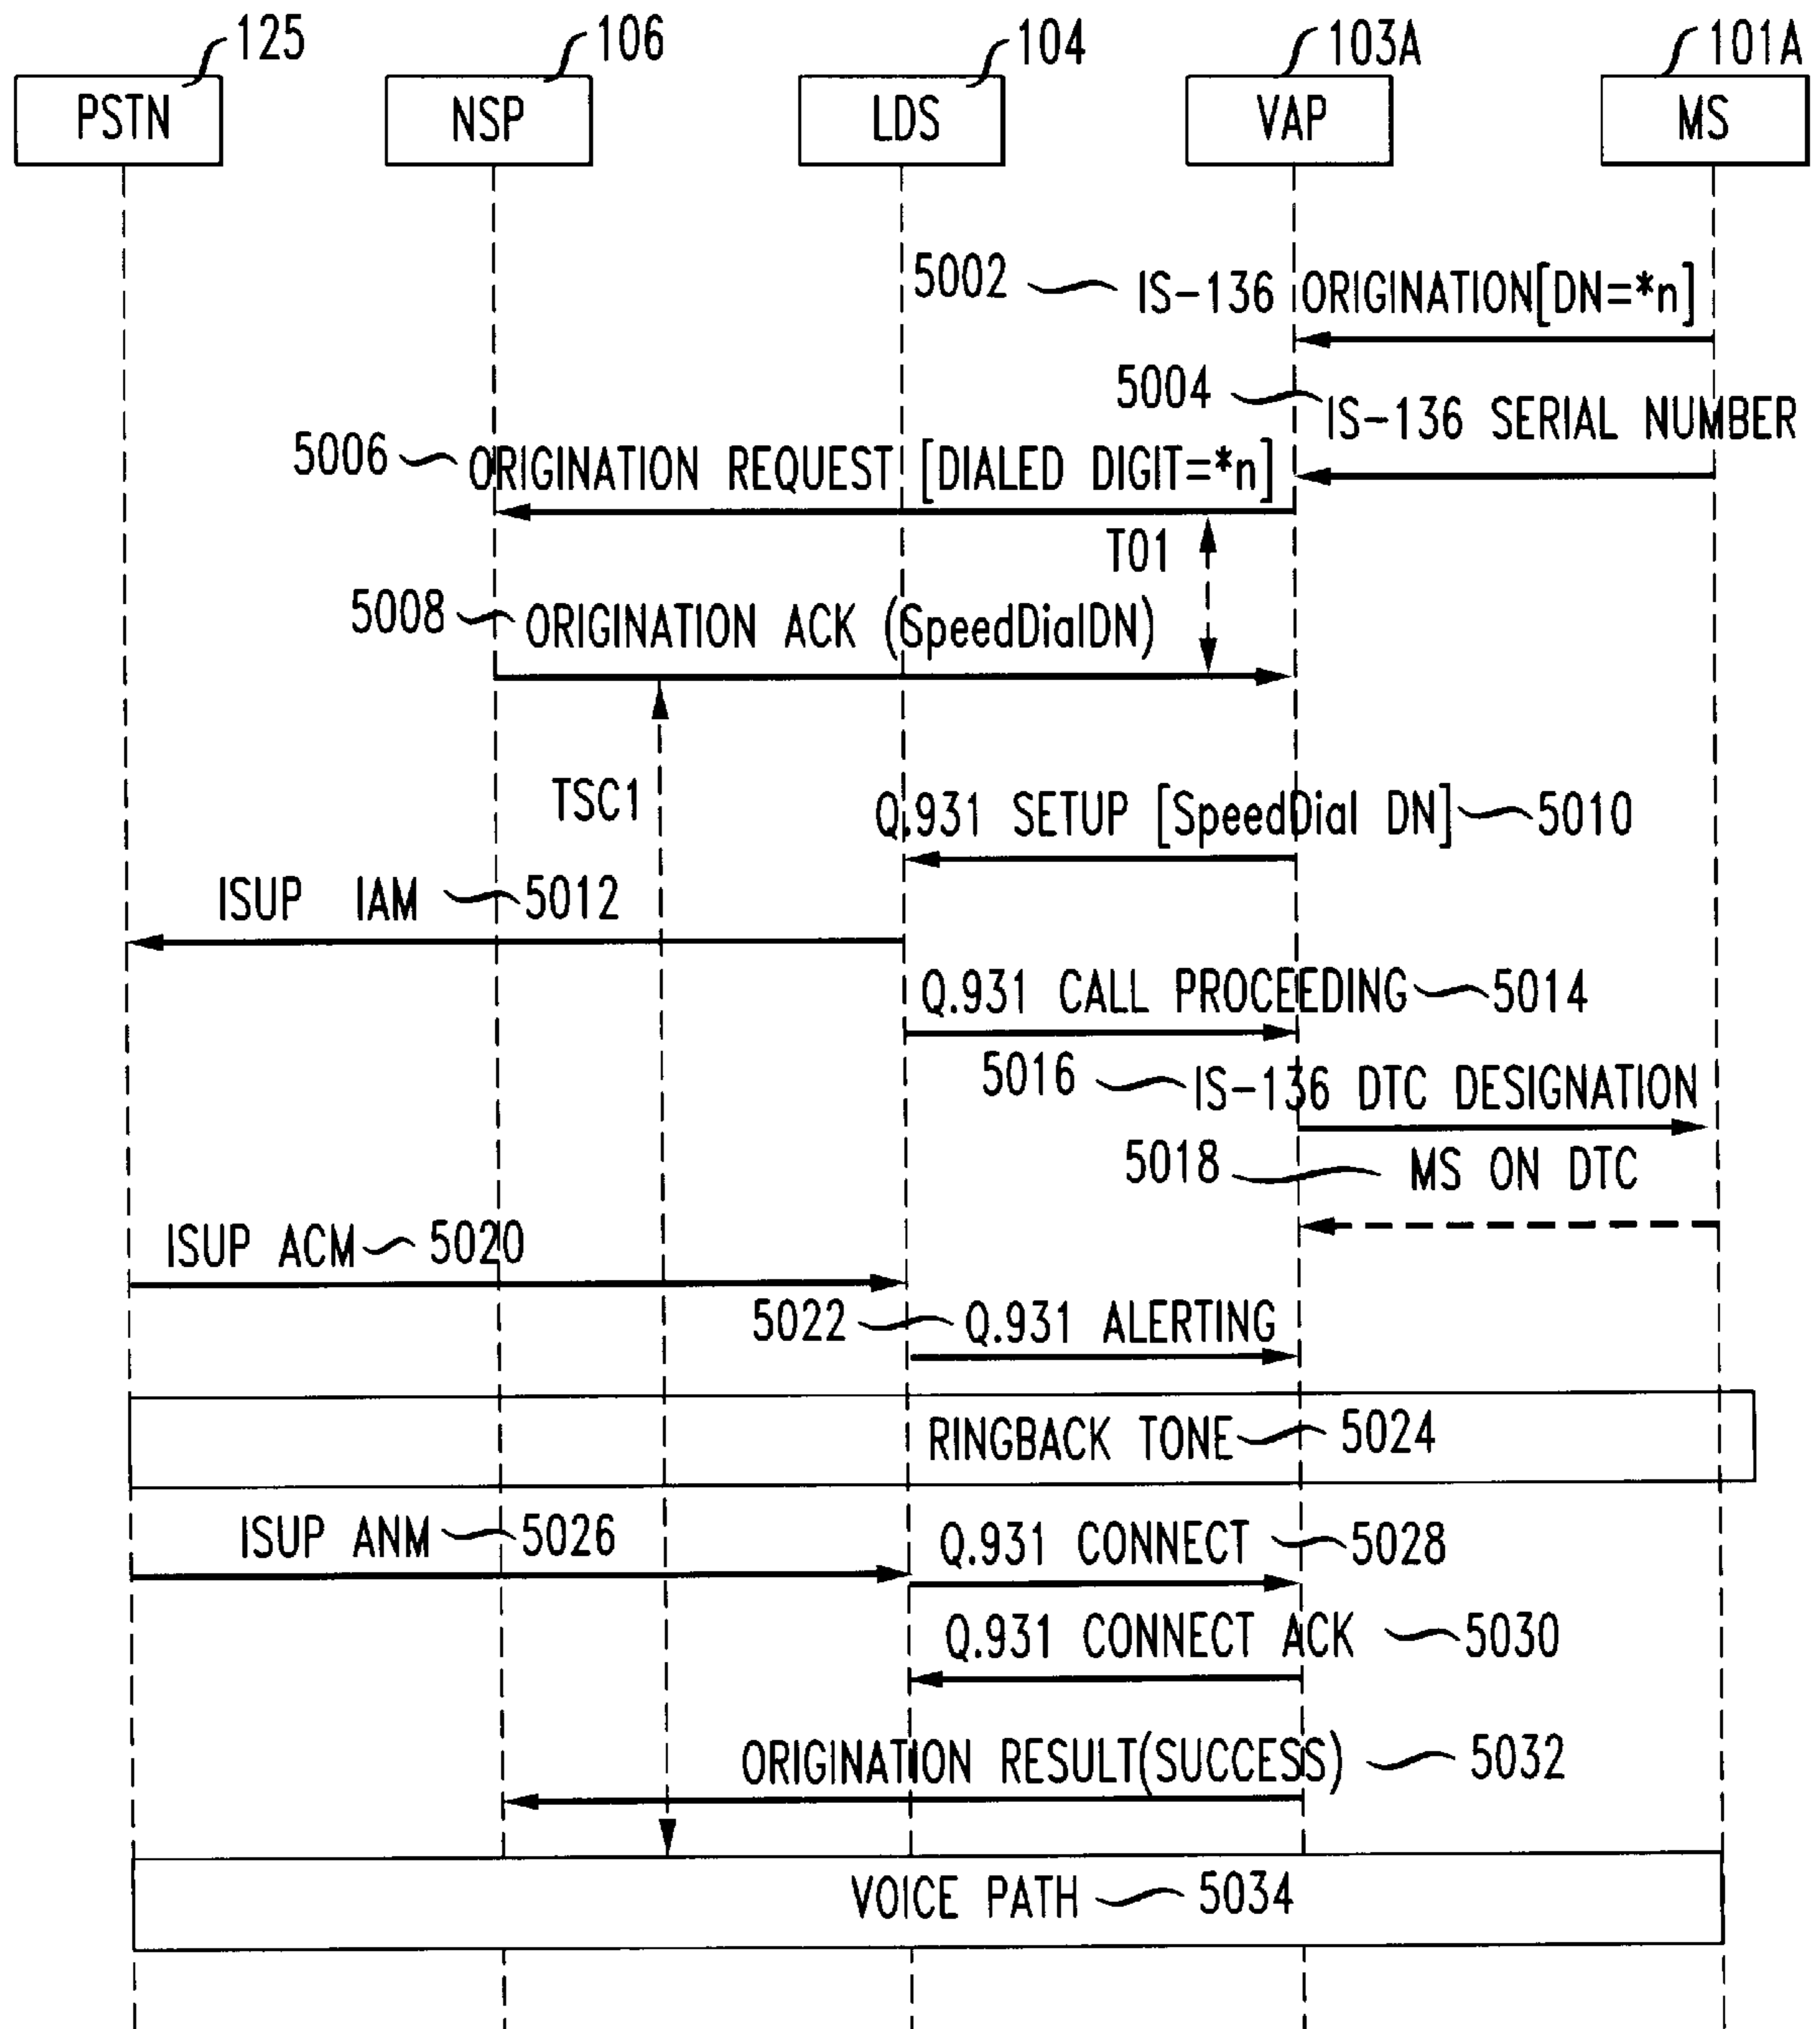 125
106
104
103A
101A
PSTN
NSP
LDS
VAP
MS
5002
IS-136 ORIGINATION[DN=*n]
5004
IS-136 SERIAL NUMBER
5006
ORIGINATION REQUEST [DIALED DIGIT=*n]
T01
5008
ORIGINATION ACK (SpeedDialDN)
TSC1
Q.931 SETUP [SpeedDial DN]
5010
ISUP IAM
5012
Q.931 CALL PROCEEDING
5014
5016
IS-136 DTC DESIGNATION
5018
MS ON DTC
ISUP ACM
5020
5022
Q.931 ALERTING
RINGBACK TONE
5024
ISUP ANM
5026
Q.931 CONNECT
5028
Q.931 CONNECT ACK
5030
ORIGINATION RESULT(SUCCESS)
5032
VOICE PATH
5034